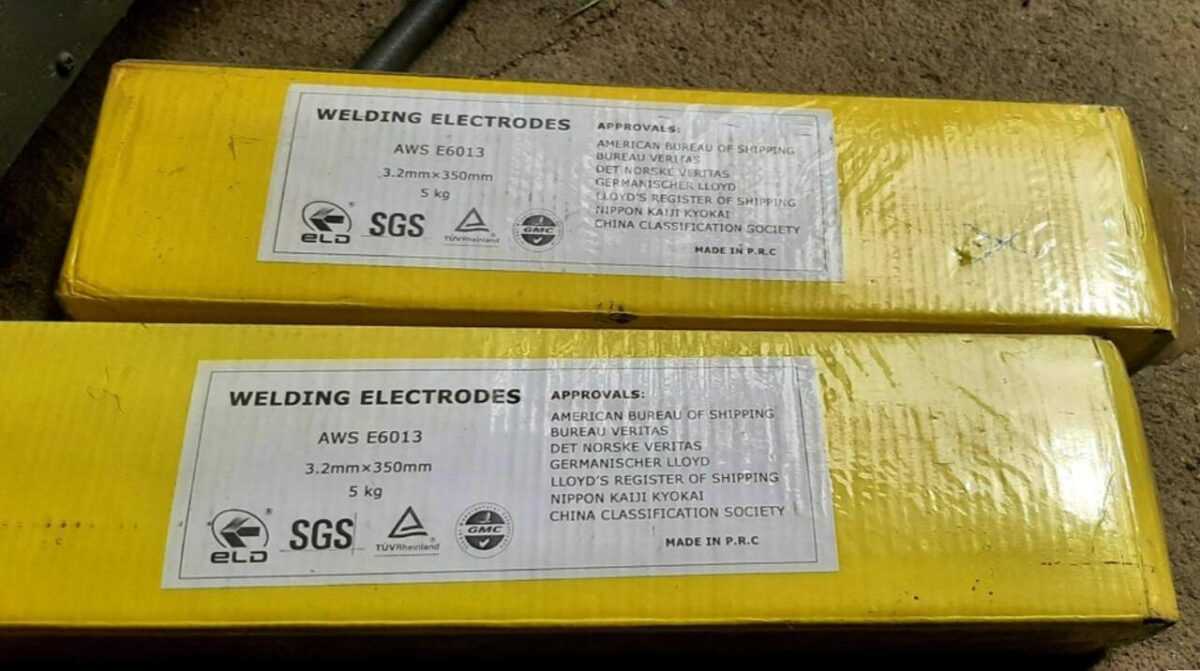 WELDING ELECTRODES
AWS E6013
3.2mm×350mm
5 kg
eLD
SGS
TÜVRheinland
GMC
APPROVALS:
AMERICAN BUREAU OF SHIPPING
BUREAU VERITAS
DET NORSKE VERITAS
GERMANISCHER LLOYD
LLOYD'S REGISTER OF SHIPPING
NIPPON KAIJI KYOKAI
CHINA CLASSIFICATION SOCIETY
MADE IN P.R.C
WELDING ELECTRODES
AWS E6013
3.2mm×350mm
5 kg
eLD
SGS
TÜVRheinland
GMC
APPROVALS:
AMERICAN BUREAU OF SHIPPING
BUREAU VERITAS
DET NORSKE VERITAS
GERMANISCHER LLOYD
LLOYD'S REGISTER OF SHIPPING
NIPPON KAIJI KYOKAI
CHINA CLASSIFICATION SOCIETY
MADE IN P.R.C